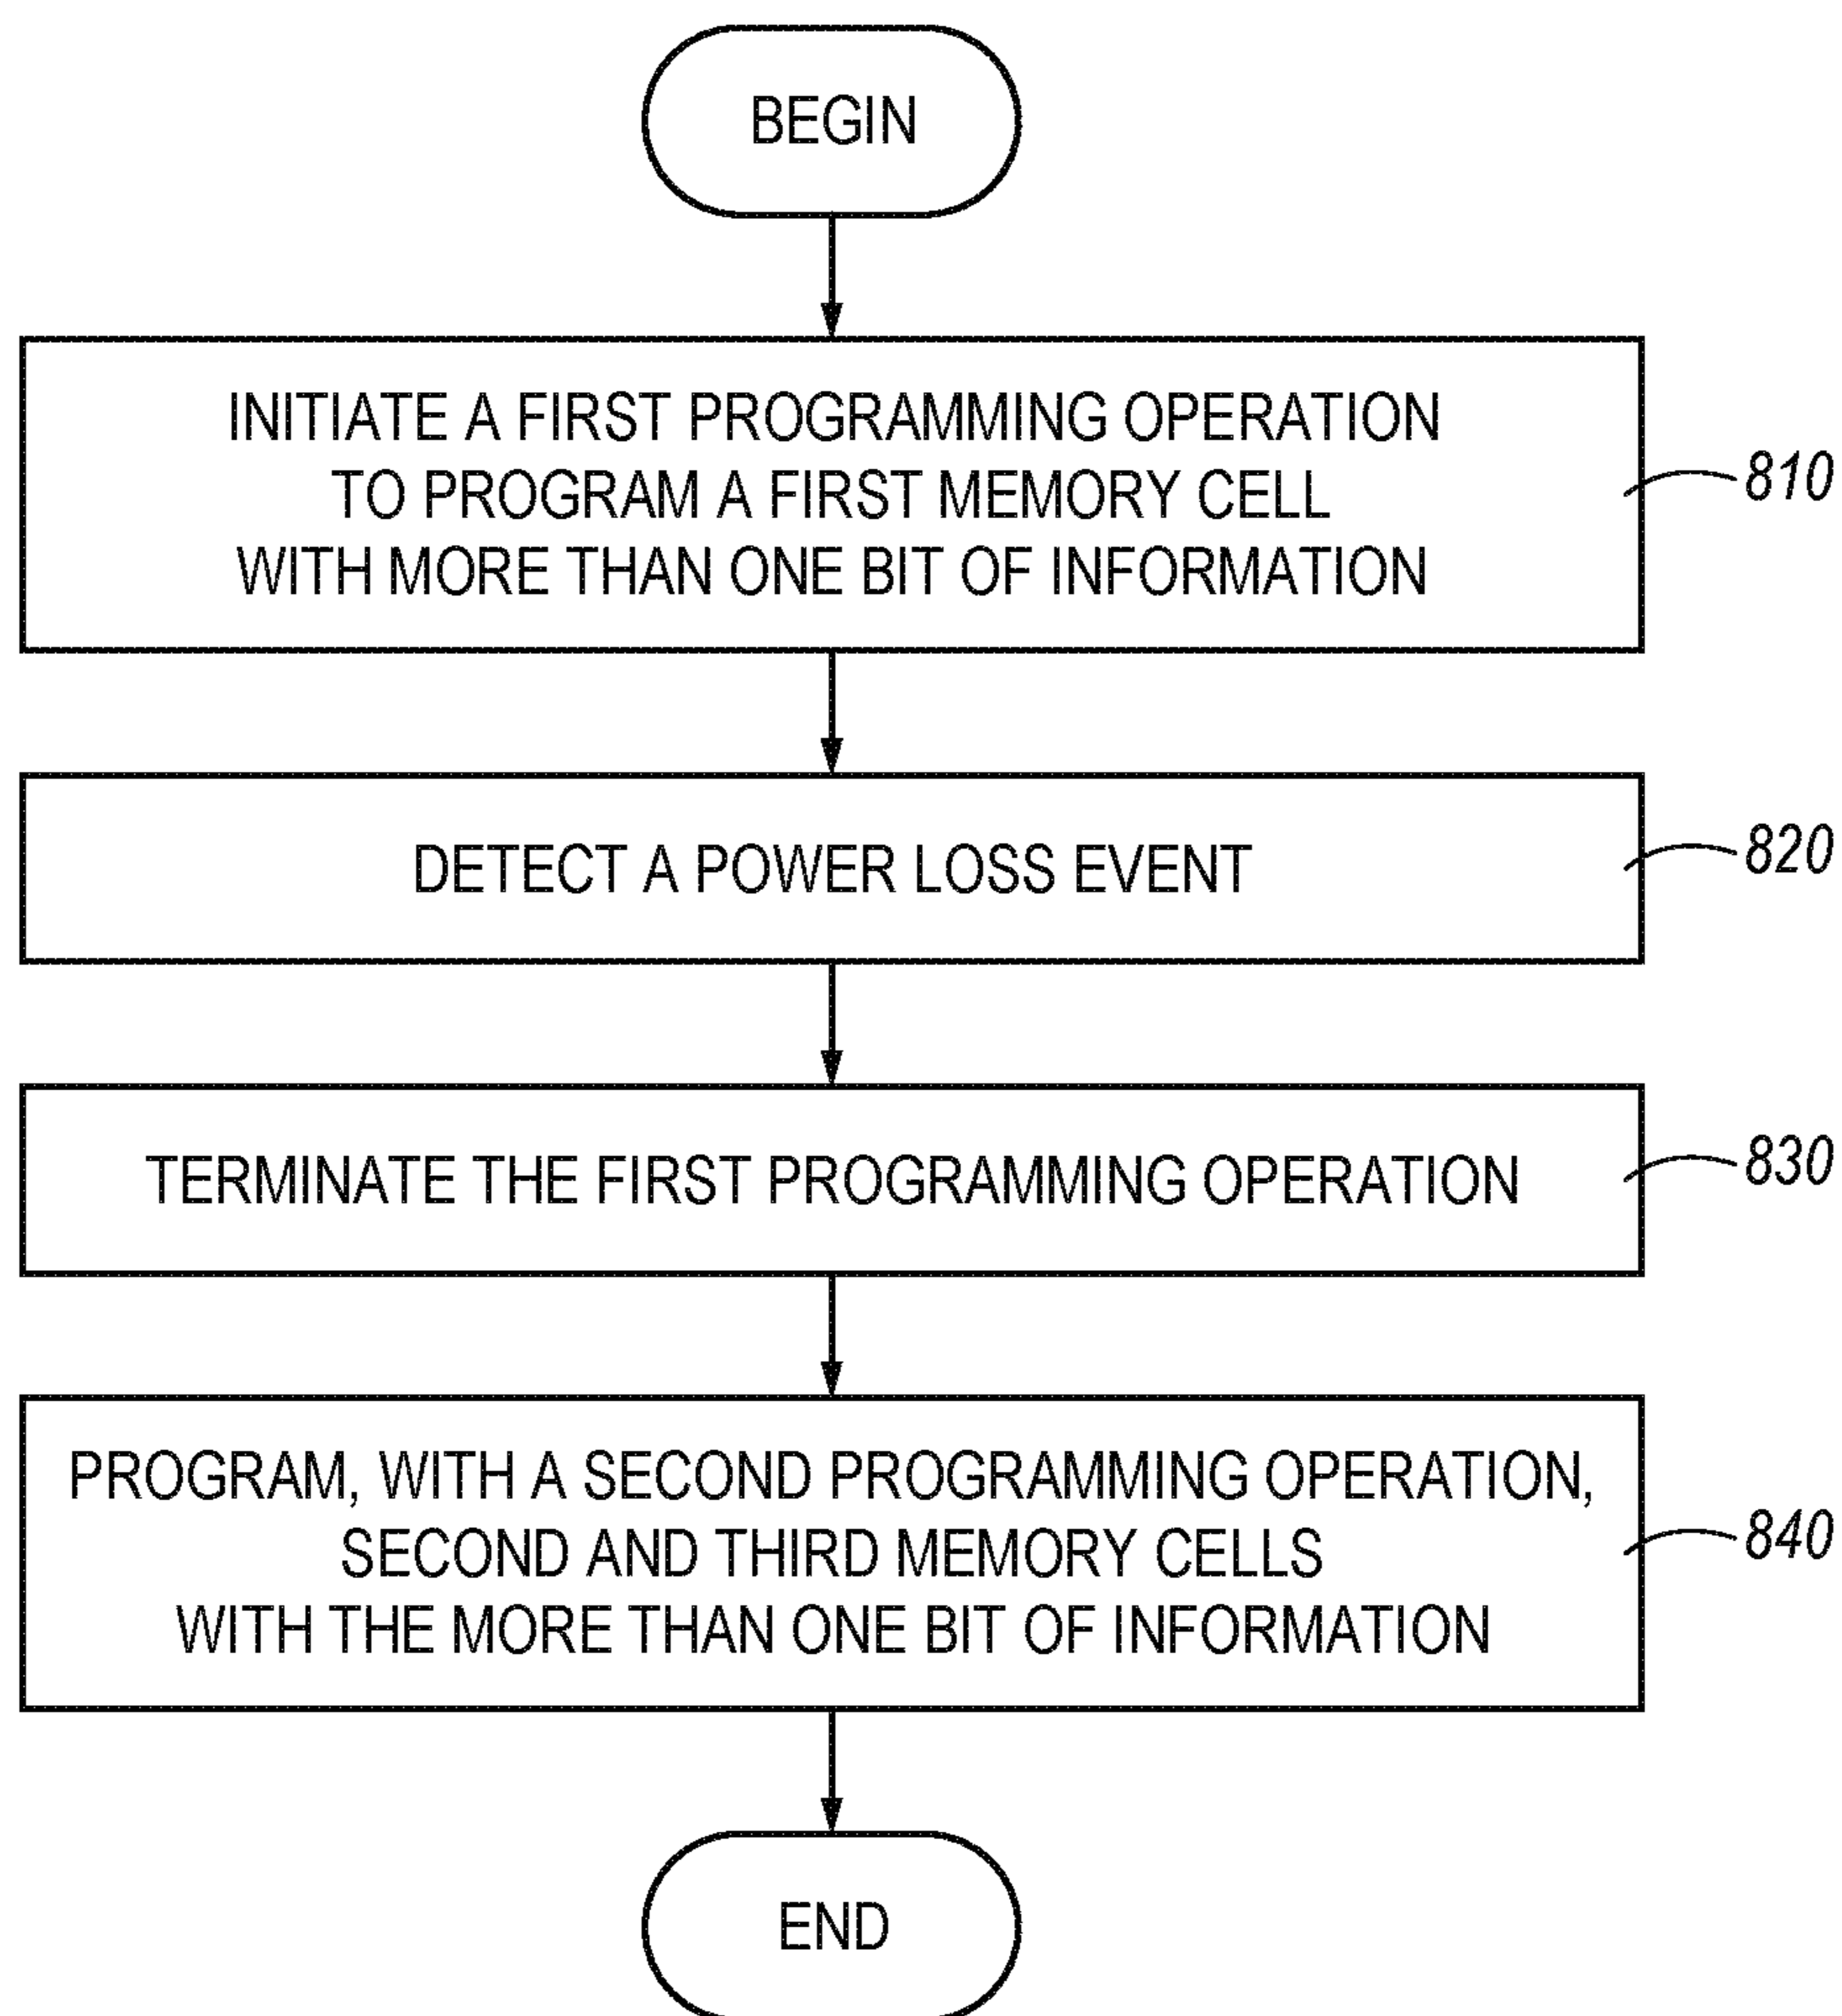 BEGIN
INITIATE A FIRST PROGRAMMING OPERATION
TO PROGRAM A FIRST MEMORY CELL
WITH MORE THAN ONE BIT OF INFORMATION
810
DETECT A POWER LOSS EVENT
820
TERMINATE THE FIRST PROGRAMMING OPERATION
830
PROGRAM, WITH A SECOND PROGRAMMING OPERATION,
SECOND AND THIRD MEMORY CELLS
WITH THE MORE THAN ONE BIT OF INFORMATION
840
END